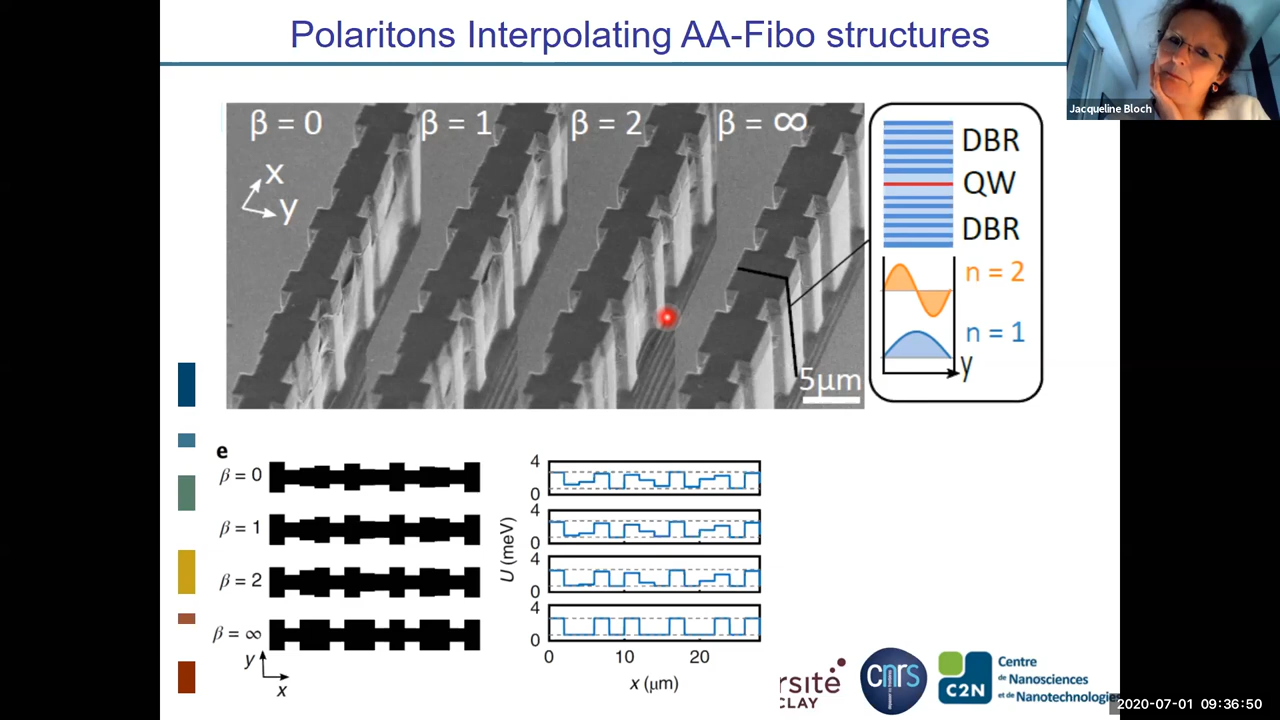 Polaritons Interpolating AA-Fibo structures
Jacqueline Bloch
β = 0
β = 1
β = 2
β = ∞
x
y
5μm
DBR
QW
DBR
n = 2
n = 1
y
e
β = 0
β = 1
β = 2
β = ∞
y
x
U (meV)
4
0
4
0
4
0
4
0
0
10
20
x (μm)
rsité
CLAY
cnrs
C2N
Centre
de Nanosciences
et de Nanotechnologies
2020-07-01 09:36:50